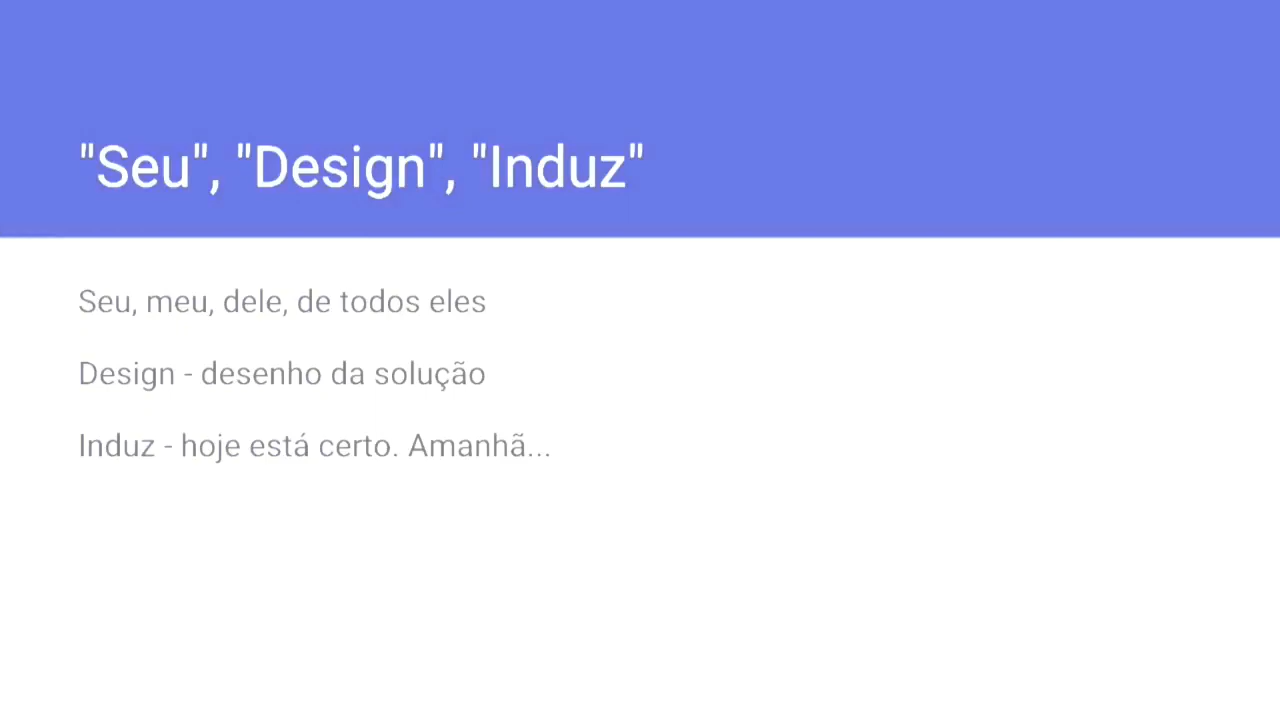 "Seu", "Design", "Induz"
Seu, meu, dele, de todos eles
Design - desenho da solução
Induz - hoje está certo. Amanhã...